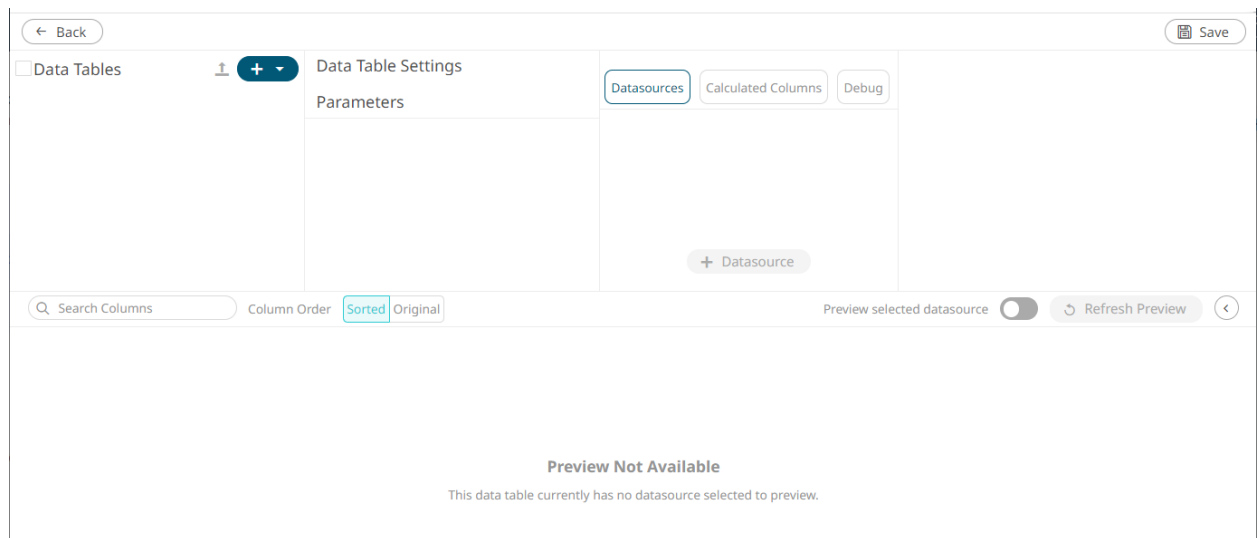 Back
Save
Data Tables
Data Table Settings
Parameters
Datasources
Calculated Columns
Debug
+ Datasource
Search Columns
Column Order
Sorted
Original
Preview selected datasource
Refresh Preview
Preview Not Available
This data table currently has no datasource selected to preview.